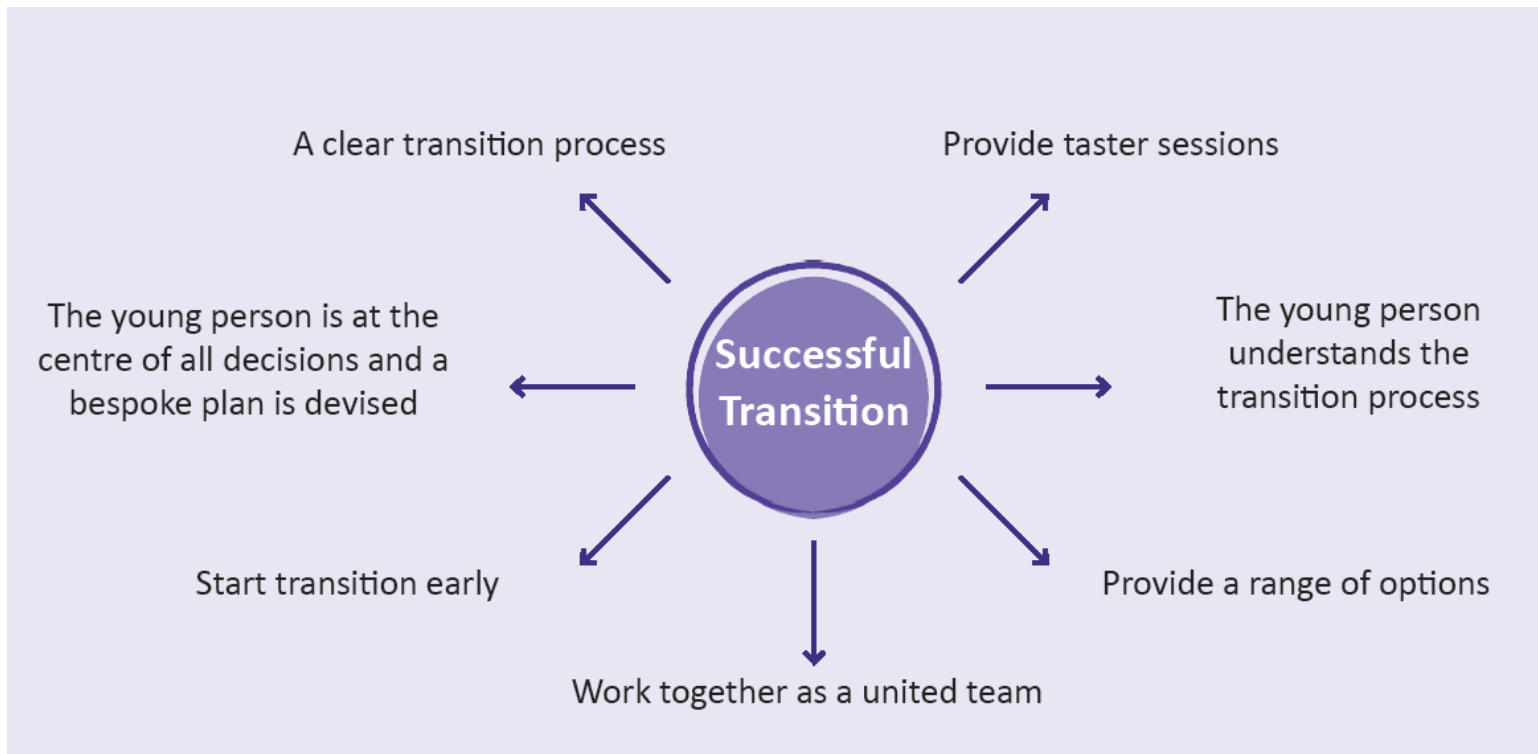 A clear transition process
Provide taster sessions
The young person is at the
centre of all decisions and a
bespoke plan is devised
Successful
Transition
The young person
understands the
transition process
Start transition early
Provide a range of options
Work together as a united team